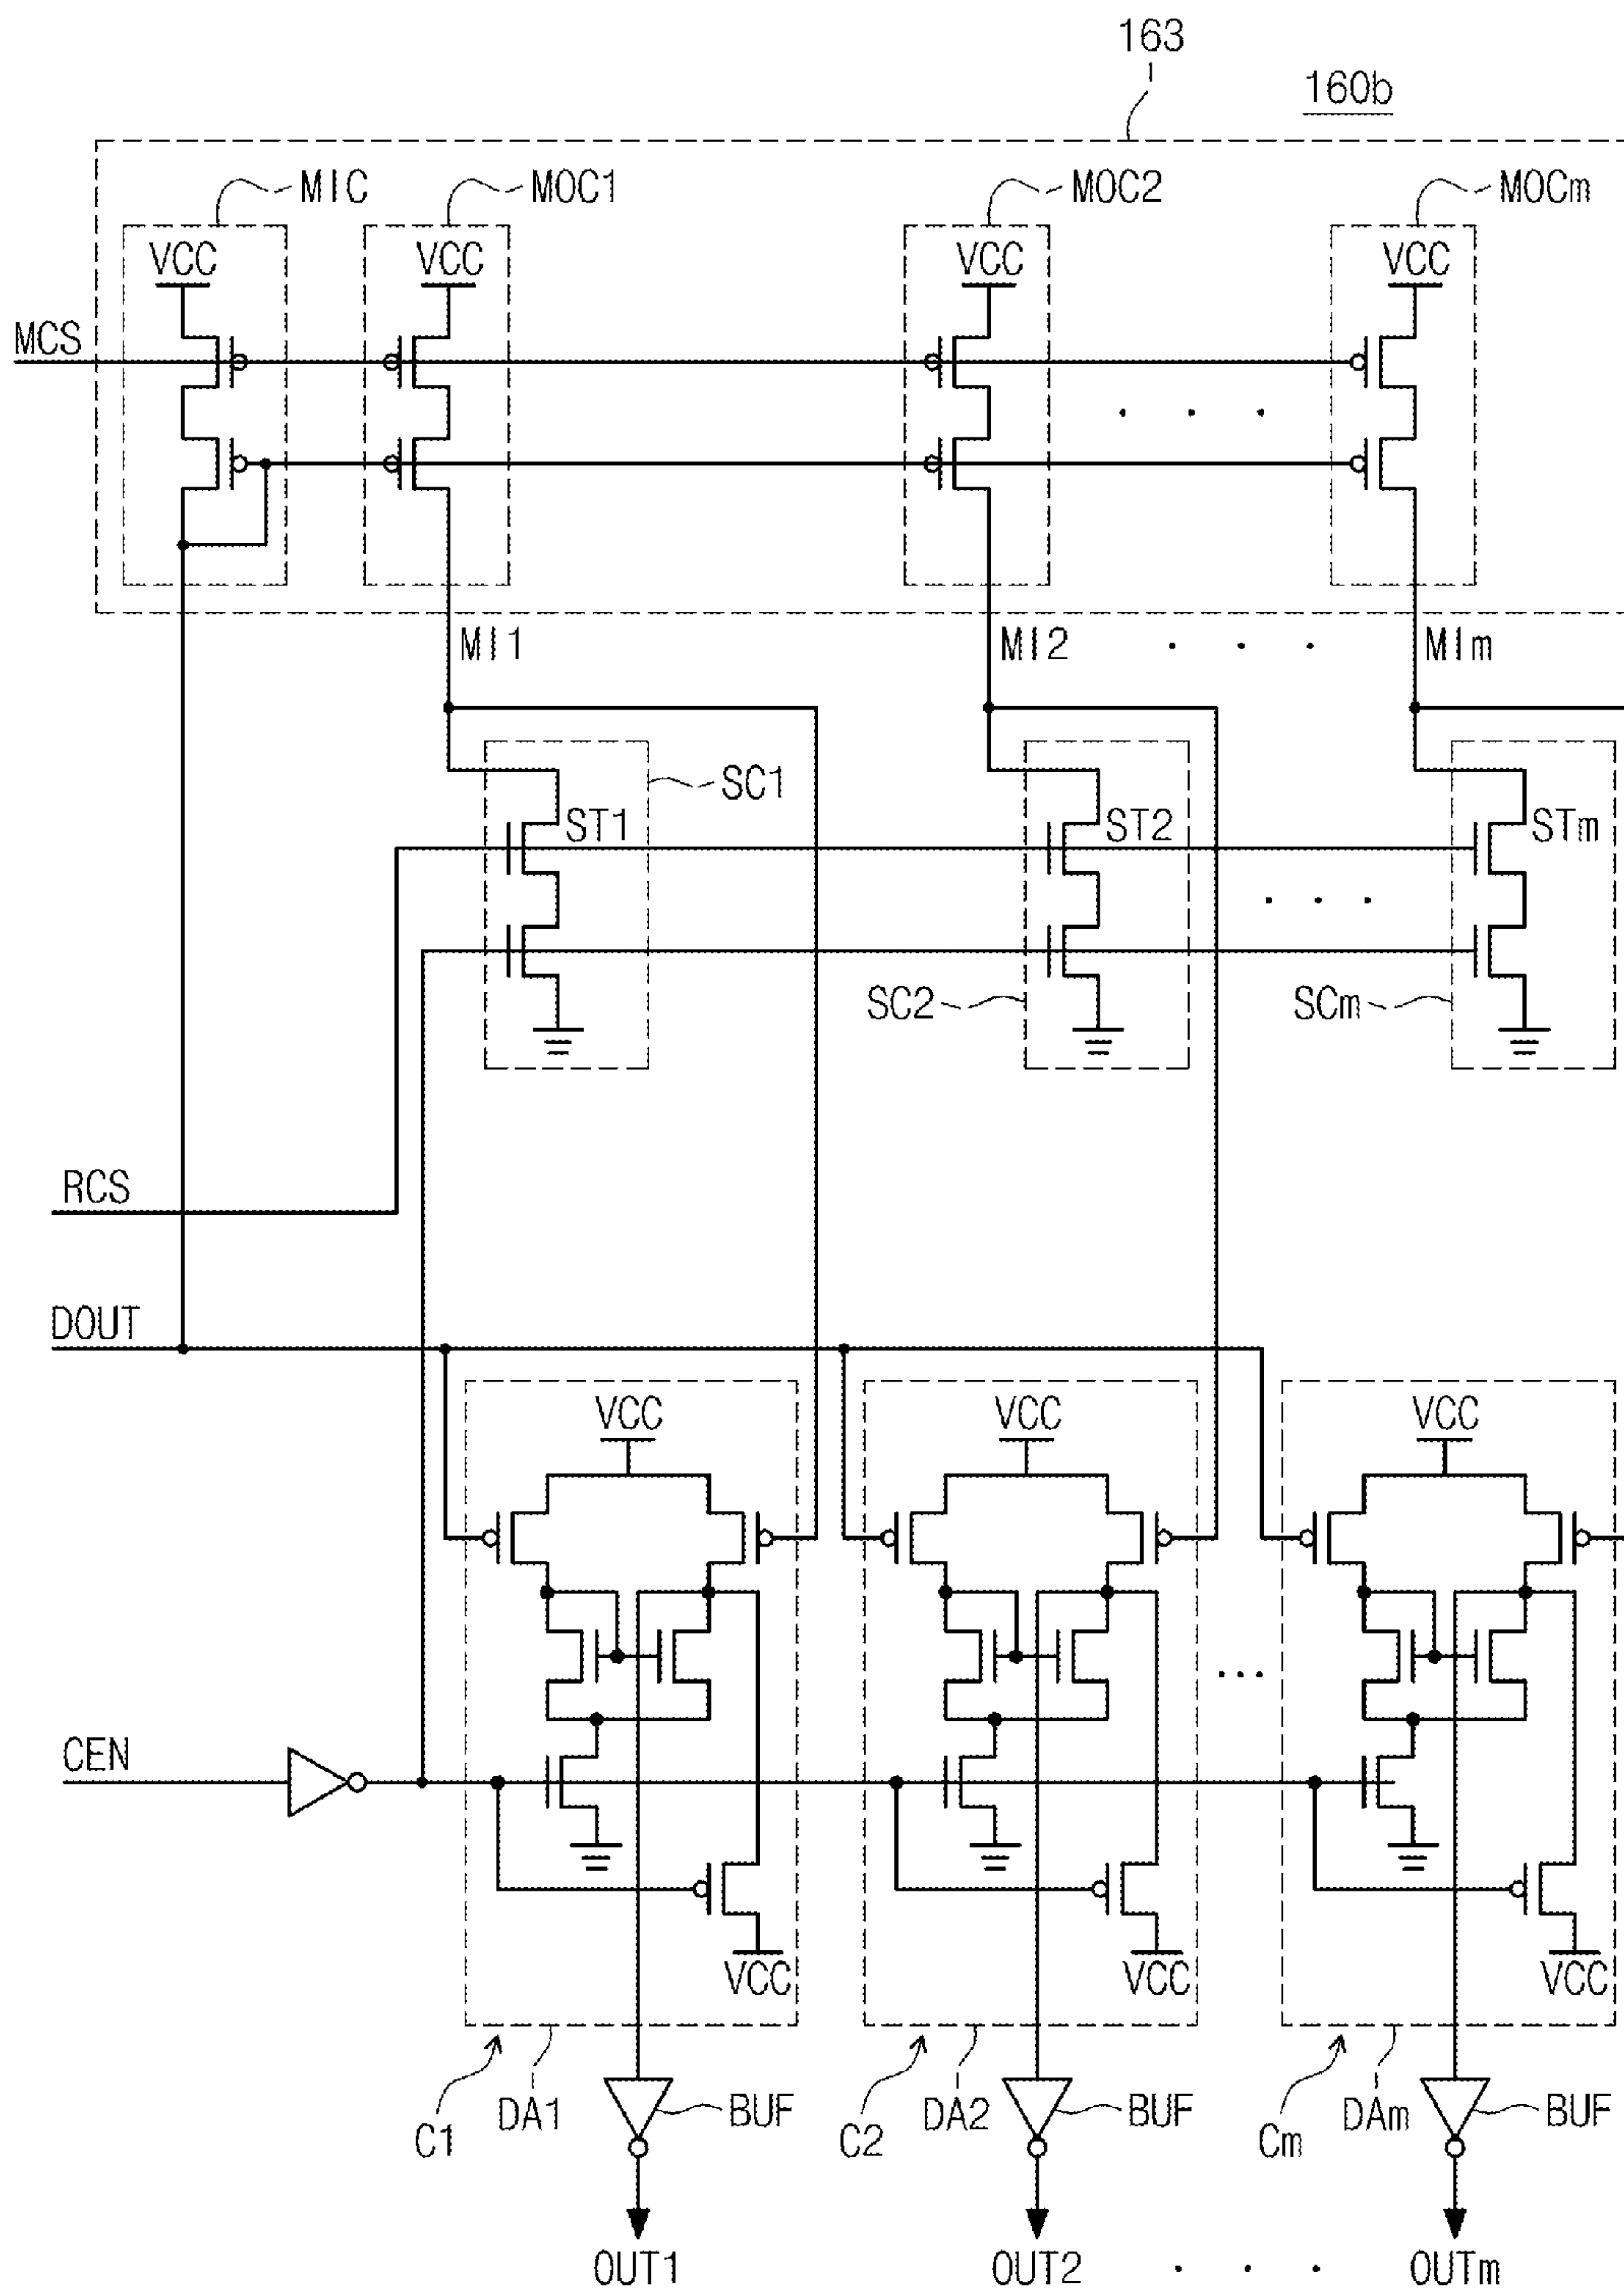 163
160b
MIC
MOC1
MOC2
MOCm
VCC
VCC
VCC
VCC
MCS
. . .
MI1
MI2
. . .
MIm
SC1
ST1
ST2
STm
. . .
SC2
SCm
RCS
DOUT
VCC
VCC
VCC
...
CEN
VCC
VCC
VCC
C1
DA1
BUF
C2
DA2
BUF
Cm
DAm
BUF
OUT1
OUT2
. . .
OUTm